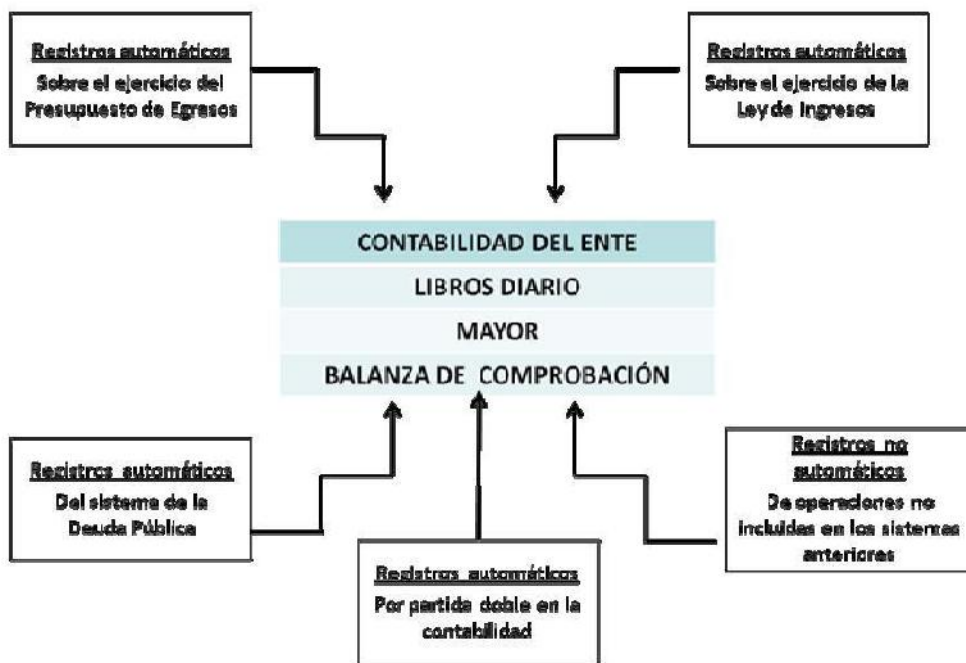 Registros automáticos
Sobre el ejercicio del
Presupuesto de Egresos
Registros automáticos
Sobre el ejercicio de la
Ley de Ingresos
CONTABILIDAD DEL ENTE
LIBROS DIARIO
MAYOR
BALANZA DE COMPROBACIÓN
Registros automáticos
Del sistema de la
Deuda Pública
Registros automáticos
Por partida doble en la
contabilidad
Registros no
automáticos
De operaciones no
incluidas en los sistemas
anteriores